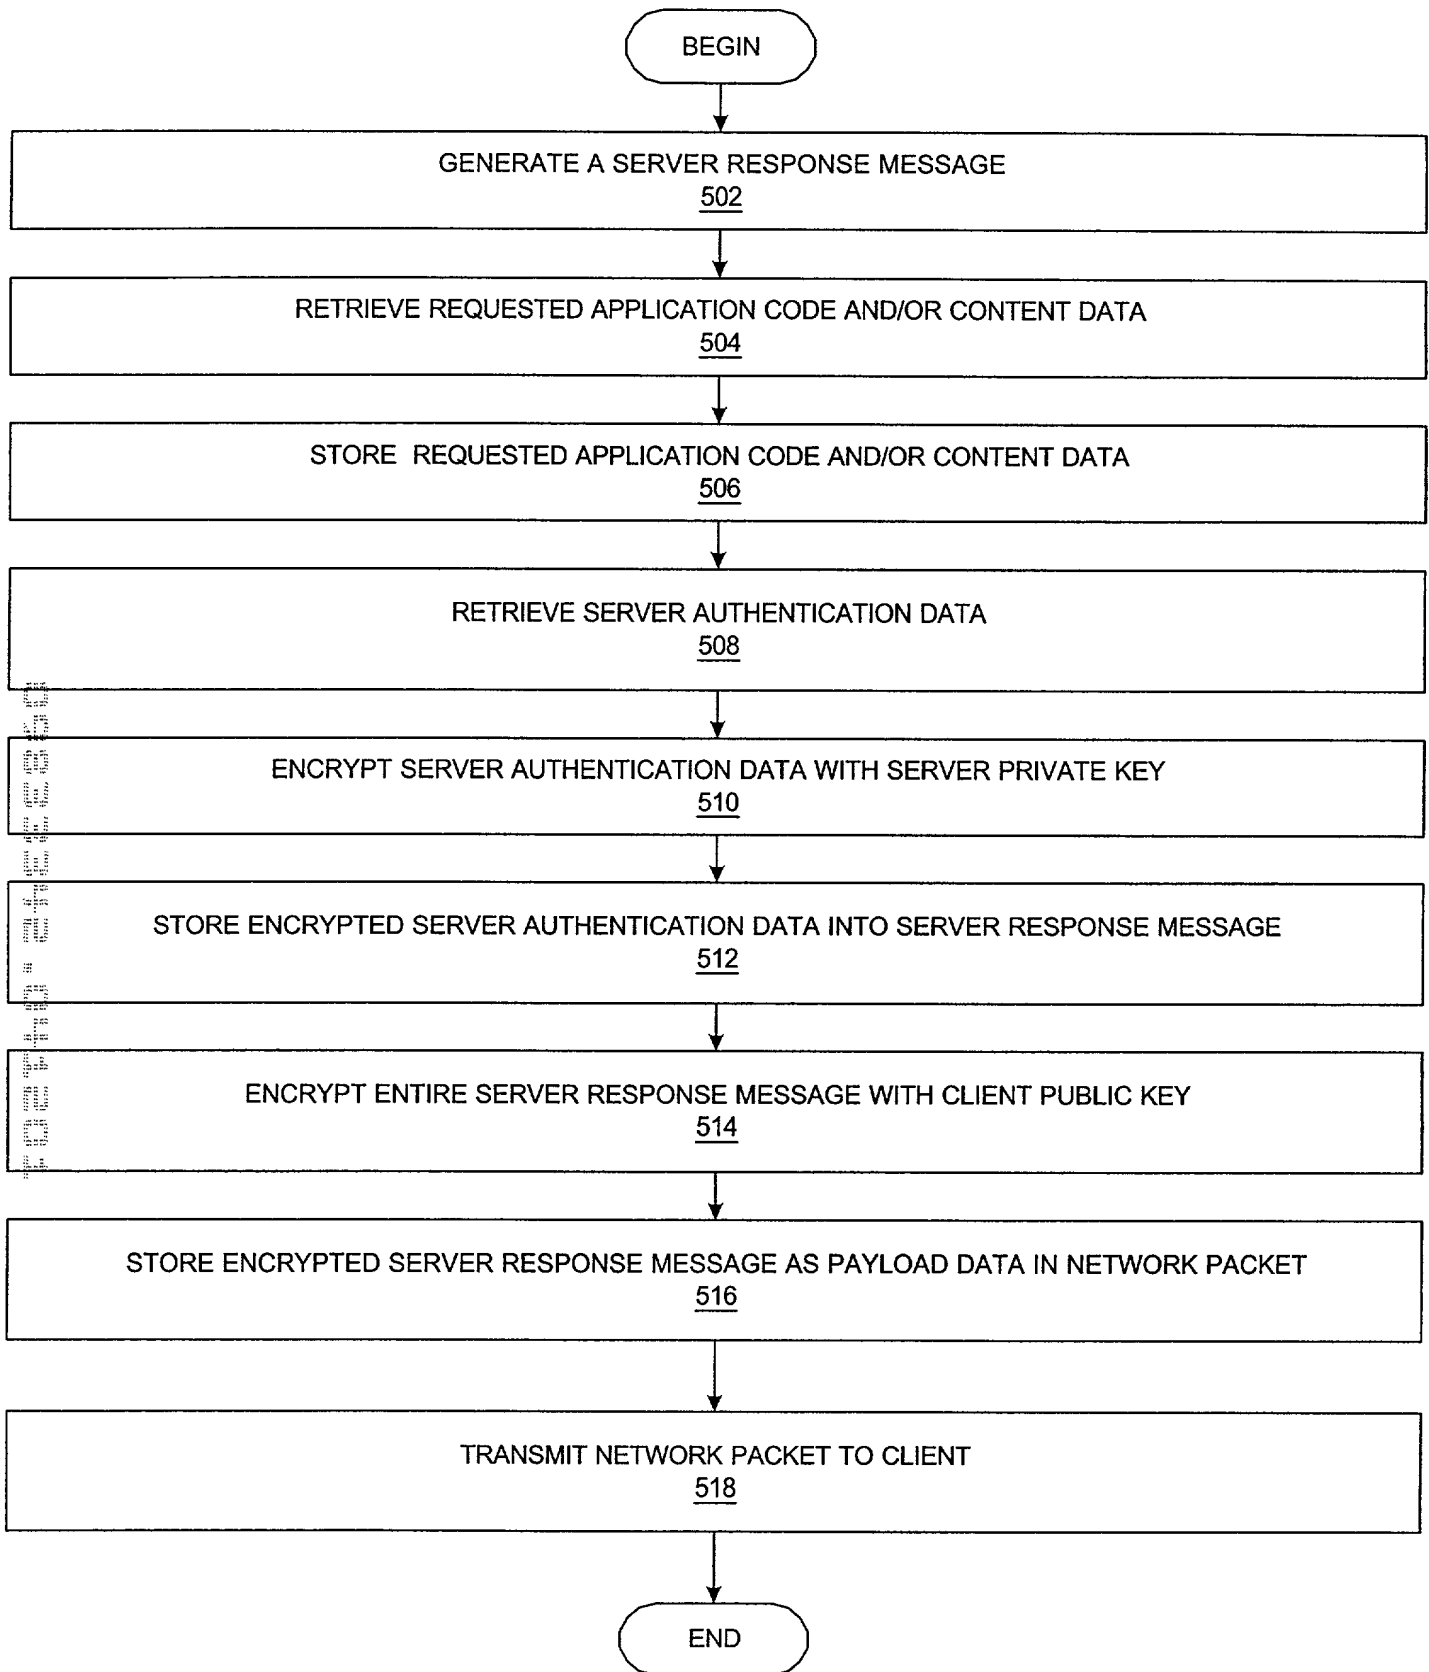 BEGIN
GENERATE A SERVER RESPONSE MESSAGE
502
RETRIEVE REQUESTED APPLICATION CODE AND/OR CONTENT DATA
504
STORE REQUESTED APPLICATION CODE AND/OR CONTENT DATA
506
RETRIEVE SERVER AUTHENTICATION DATA
508
ENCRYPT SERVER AUTHENTICATION DATA WITH SERVER PRIVATE KEY
510
STORE ENCRYPTED SERVER AUTHENTICATION DATA INTO SERVER RESPONSE MESSAGE
512
ENCRYPT ENTIRE SERVER RESPONSE MESSAGE WITH CLIENT PUBLIC KEY
514
STORE ENCRYPTED SERVER RESPONSE MESSAGE AS PAYLOAD DATA IN NETWORK PACKET
516
TRANSMIT NETWORK PACKET TO CLIENT
518
END